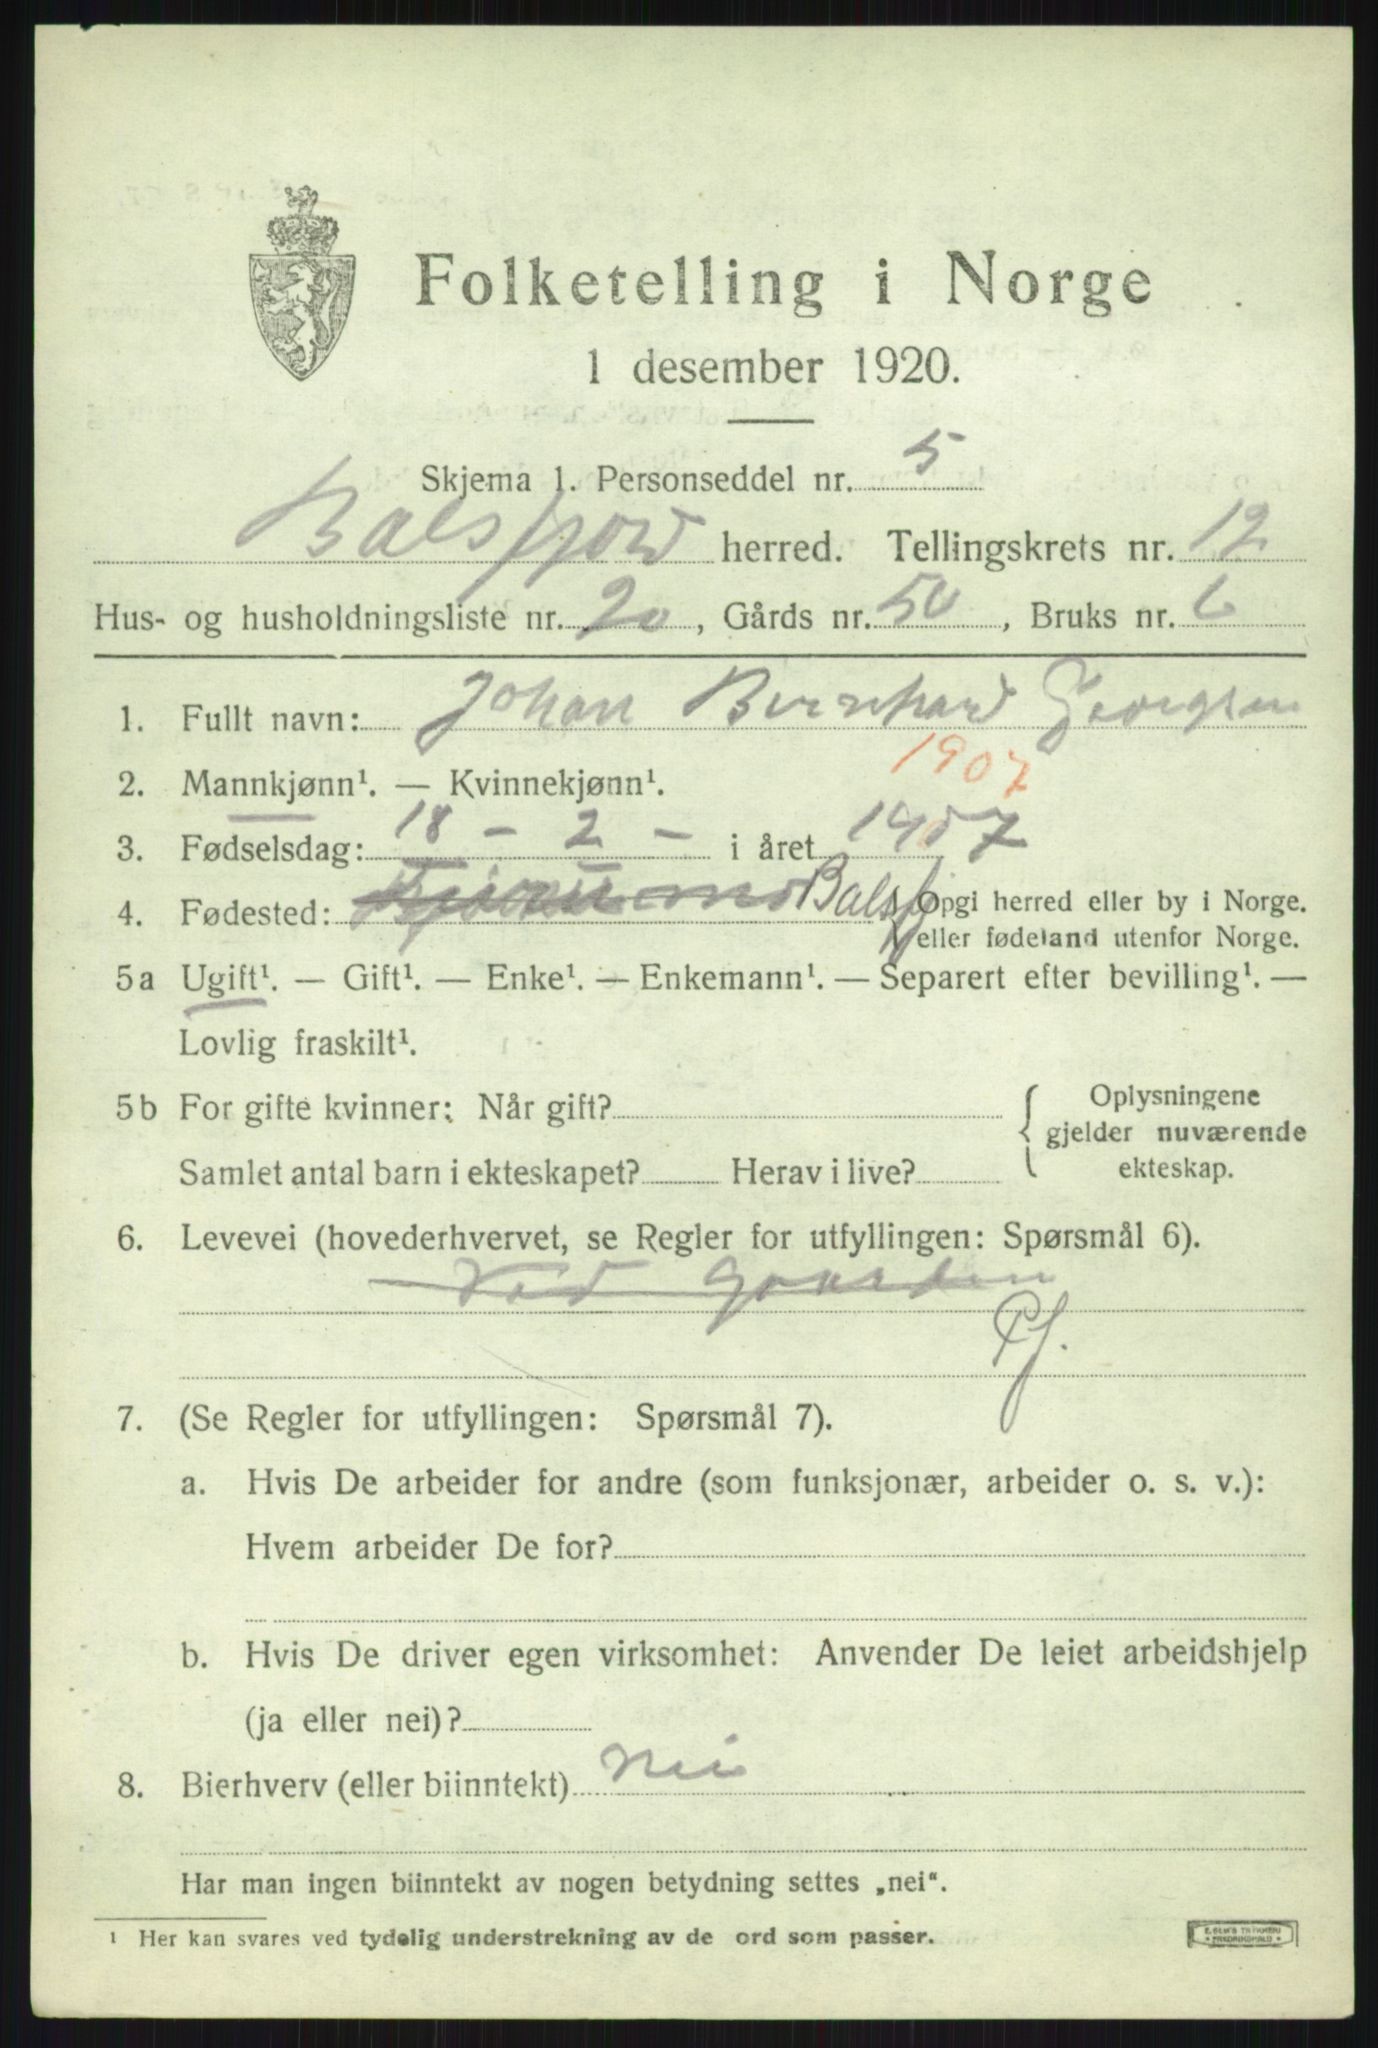 Folketelling i Norge
1 desember 1920.
Skjema 1. Personseddel nr. 5
Balsfjord herred. Tellingskrets nr. 12
Hus- og husholdningsliste nr. 20, Gårds nr. 50, Bruks nr. 6
1. Fullt navn: Johan Bernhard Georgsen
1907
2. Mannkjønn¹. — Kvinnekjønn¹.
3. Fødselsdag: 18 - 2 - i året 1907
4. Fødested: Balsfj { Opgi herred eller by i Norge.
eller fødeland utenfor Norge.
5a Ugift¹. — Gift¹. — Enke¹. — Enkemann¹. — Separert efter bevilling¹. —
Lovlig fraskilt¹.
5b For gifte kvinner: Når gift? { Oplysningene
gjelder nuværende
Samlet antal barn i ekteskapet? Herav i live? ekteskap.
6. Levevei (hovederhvervet, se Regler for utfyllingen: Spørsmål 6).
Ved gaarden
Pf.
7. (Se Regler for utfyllingen: Spørsmål 7).
a. Hvis De arbeider for andre (som funksjonær, arbeider o. s. v.):
Hvem arbeider De for?
b. Hvis De driver egen virksomhet: Anvender De leiet arbeidshjelp
(ja eller nei)?
8. Bierhverv (eller biinntekt) Nei
Har man ingen biinntekt av nogen betydning settes „nei“.
¹ Her kan svares ved tydelig understrekning av de ord som passer.